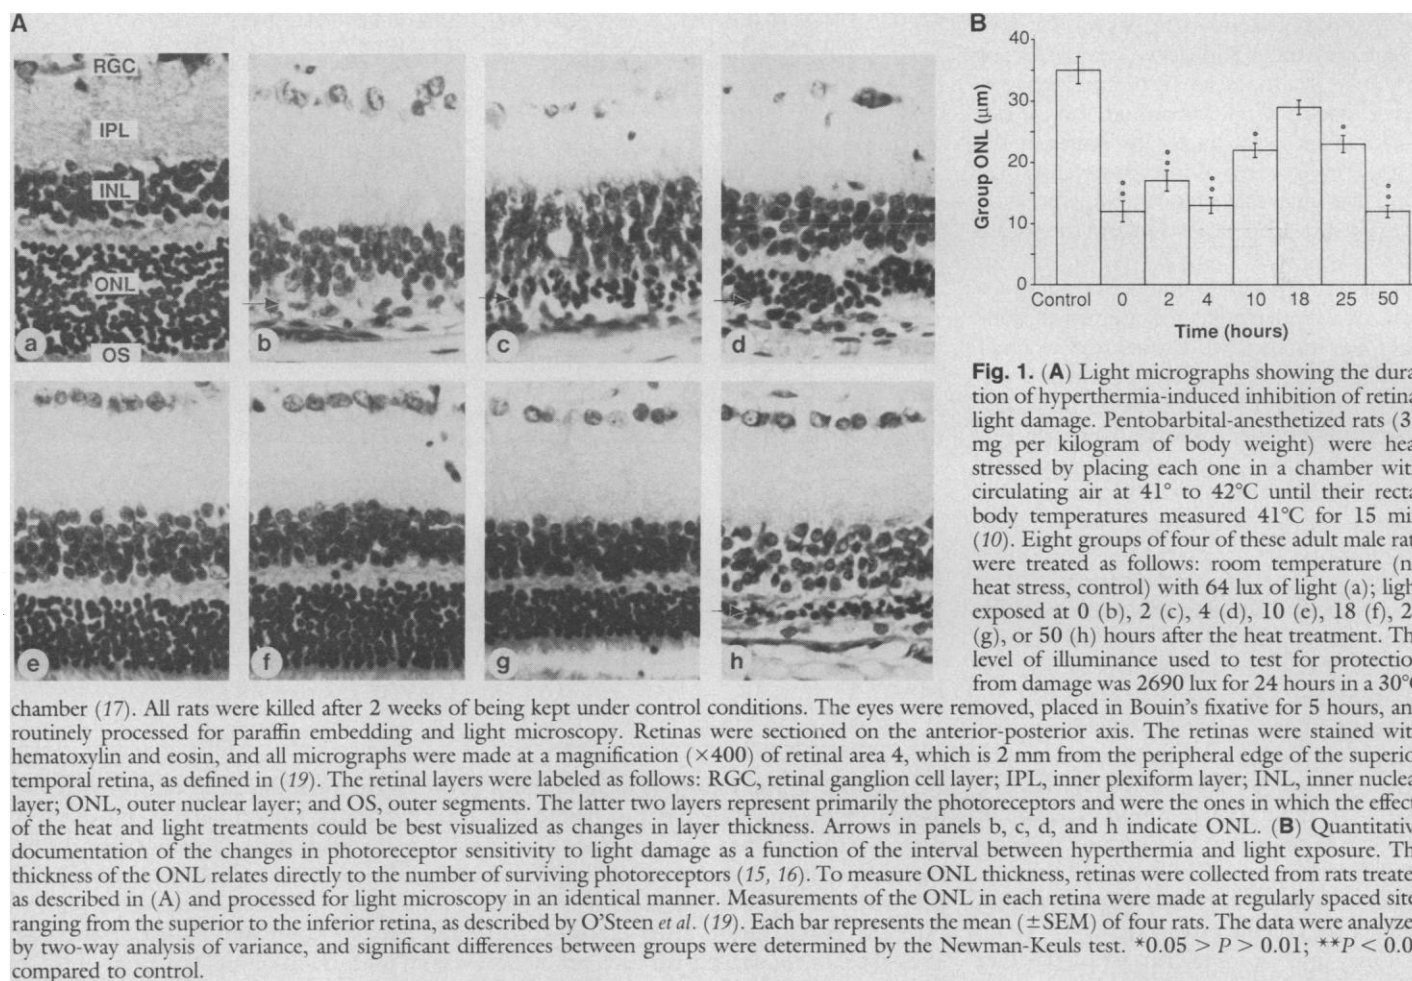 A
RGC
IPL
INL
ONL
OS
a
b
c
d
e
f
g
h
B
Group ONL (μm)
40
30
20
10
0
Control 0 2 4 10 18 25 50
Time (hours)
Fig. 1. (A) Light micrographs showing the dura
tion of hyperthermia-induced inhibition of retina
light damage. Pentobarbital-anesthetized rats (3
mg per kilogram of body weight) were hea
stressed by placing each one in a chamber wit
circulating air at 41° to 42°C until their recta
body temperatures measured 41°C for 15 mi
(10). Eight groups of four of these adult male rat
were treated as follows: room temperature (n
heat stress, control) with 64 lux of light (a); ligh
exposed at 0 (b), 2 (c), 4 (d), 10 (e), 18 (f), 2
(g), or 50 (h) hours after the heat treatment. Th
level of illuminance used to test for protectio
from damage was 2690 lux for 24 hours in a 30°C
chamber (17). All rats were killed after 2 weeks of being kept under control conditions. The eyes were removed, placed in Bouin's fixative for 5 hours, an
routinely processed for paraffin embedding and light microscopy. Retinas were sectioned on the anterior-posterior axis. The retinas were stained wit
hematoxylin and eosin, and all micrographs were made at a magnification (×400) of retinal area 4, which is 2 mm from the peripheral edge of the superio
temporal retina, as defined in (19). The retinal layers were labeled as follows: RGC, retinal ganglion cell layer; IPL, inner plexiform layer; INL, inner nuclea
layer; ONL, outer nuclear layer; and OS, outer segments. The latter two layers represent primarily the photoreceptors and were the ones in which the effec
of the heat and light treatments could be best visualized as changes in layer thickness. Arrows in panels b, c, d, and h indicate ONL. (B) Quantitativ
documentation of the changes in photoreceptor sensitivity to light damage as a function of the interval between hyperthermia and light exposure. Th
thickness of the ONL relates directly to the number of surviving photoreceptors (15, 16). To measure ONL thickness, retinas were collected from rats treate
as described in (A) and processed for light microscopy in an identical manner. Measurements of the ONL in each retina were made at regularly spaced site
ranging from the superior to the inferior retina, as described by O'Steen et al. (19). Each bar represents the mean (±SEM) of four rats. The data were analyze
by two-way analysis of variance, and significant differences between groups were determined by the Newman-Keuls test. *0.05 > P > 0.01; **P < 0.0
compared to control.